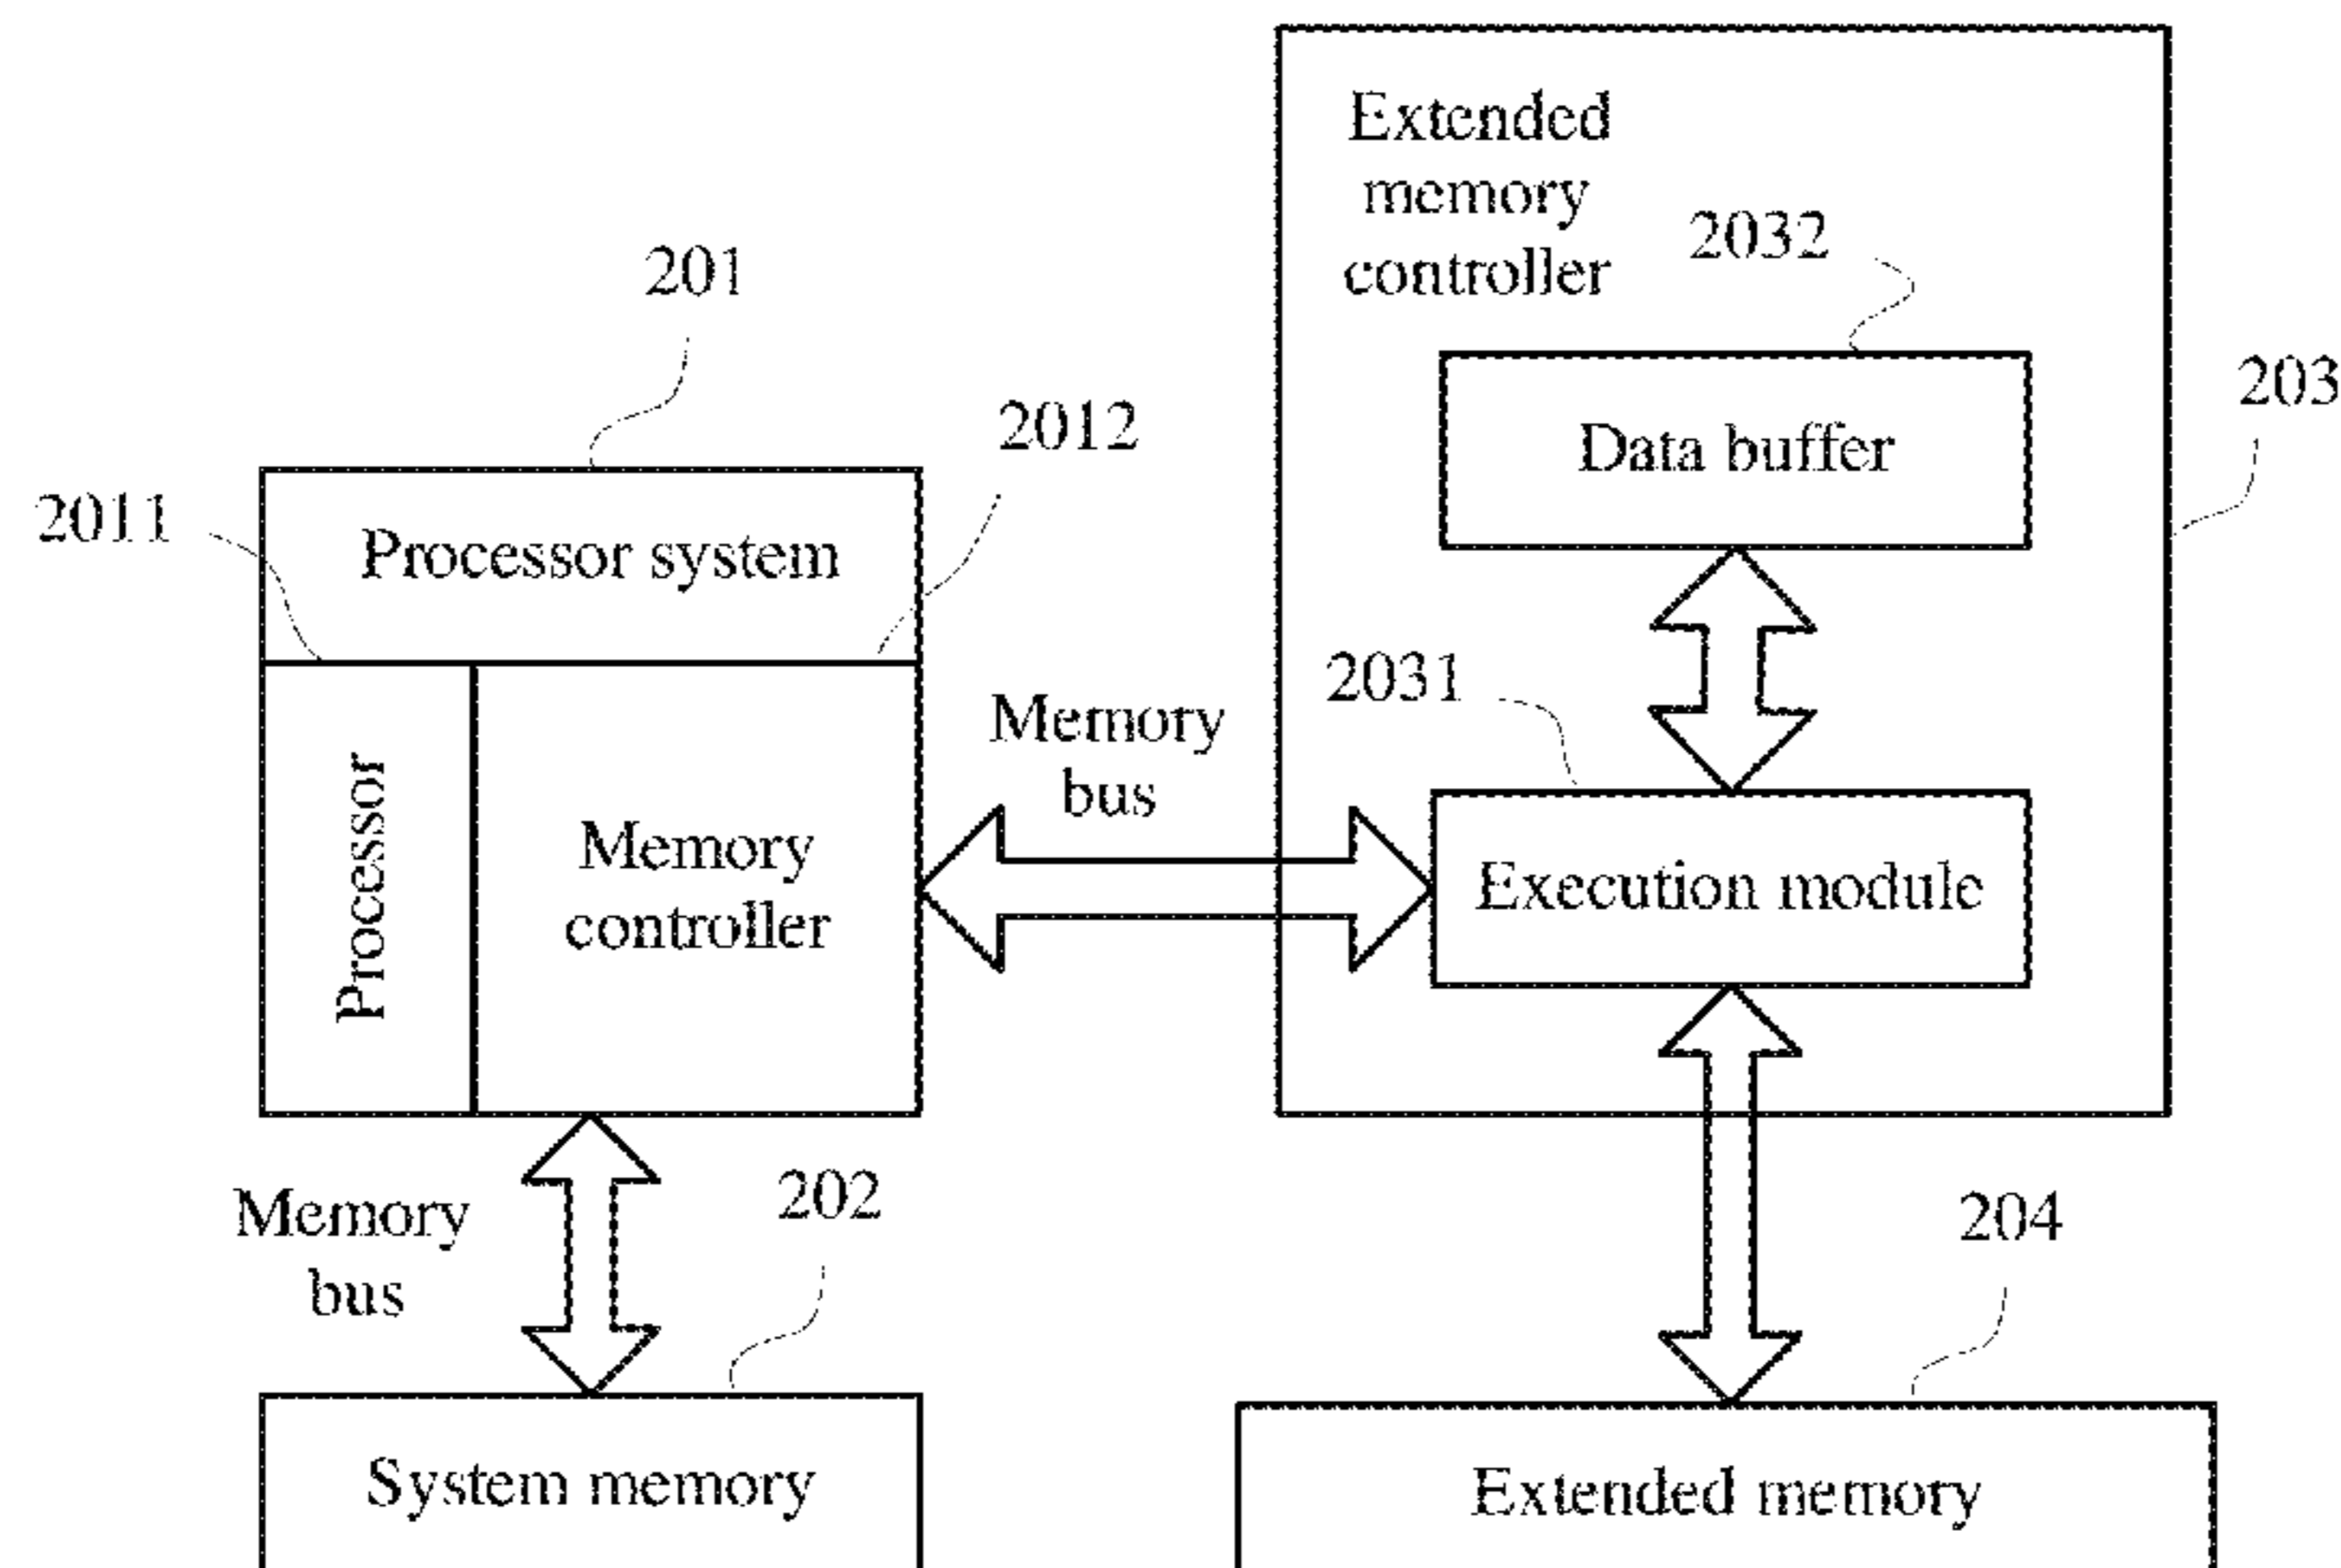 Extended
memory
controller
2032
201
203
2012
Data buffer
2011
Processor system
2031
Memory
bus
Processor
Memory
controller
Execution module
202
Memory
bus
204
System memory
Extended memory